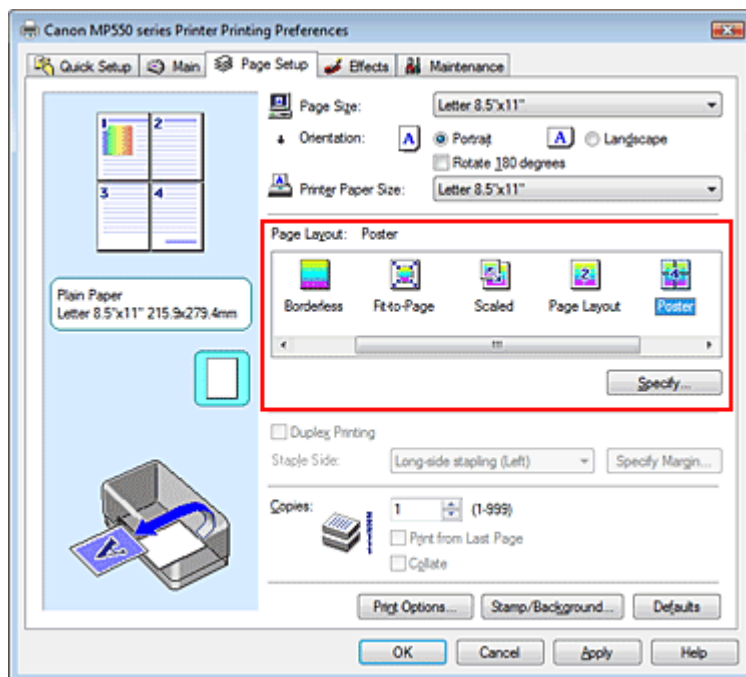 Canon MP550 series Printer Printing Preferences
Quick Setup Main Page Setup Effects Maintenance
1 2
3 4
Plain Paper
Letter 8.5"x11" 215.9x279.4mm
Page Size: Letter 8.5"x11"
Orientation: A Portrait A Landscape
Rotate 180 degrees
Printer Paper Size: Letter 8.5"x11"
Page Layout: Poster
Borderless Fit-to-Page Scaled Page Layout Poster
Specify...
Duplex Printing
Staple Side: Long-side stapling (Left) Specify Margin...
Copies: 1 (1-999)
Print from Last Page
Collate
Print Options... Stamp/Background... Defaults
OK Cancel Apply Help